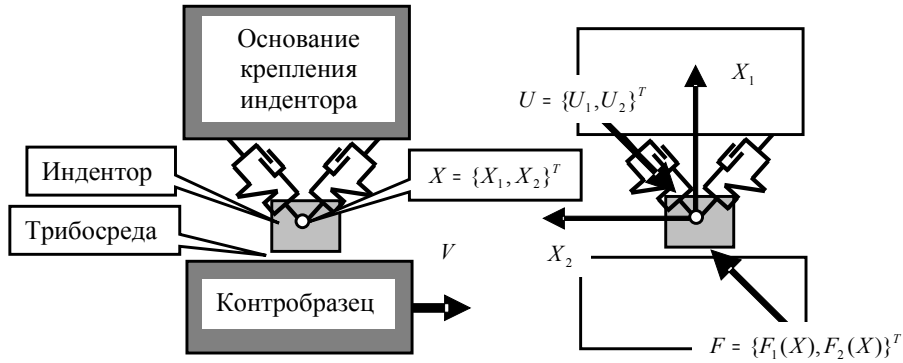 Основание
крепления
индентора
Индентор
Трибосреда
X = {X₁, X₂}ᵀ
V
Контробразец
X₁
U = {U₁, U₂}ᵀ
X₂
F = {F₁(X), F₂(X)}ᵀ